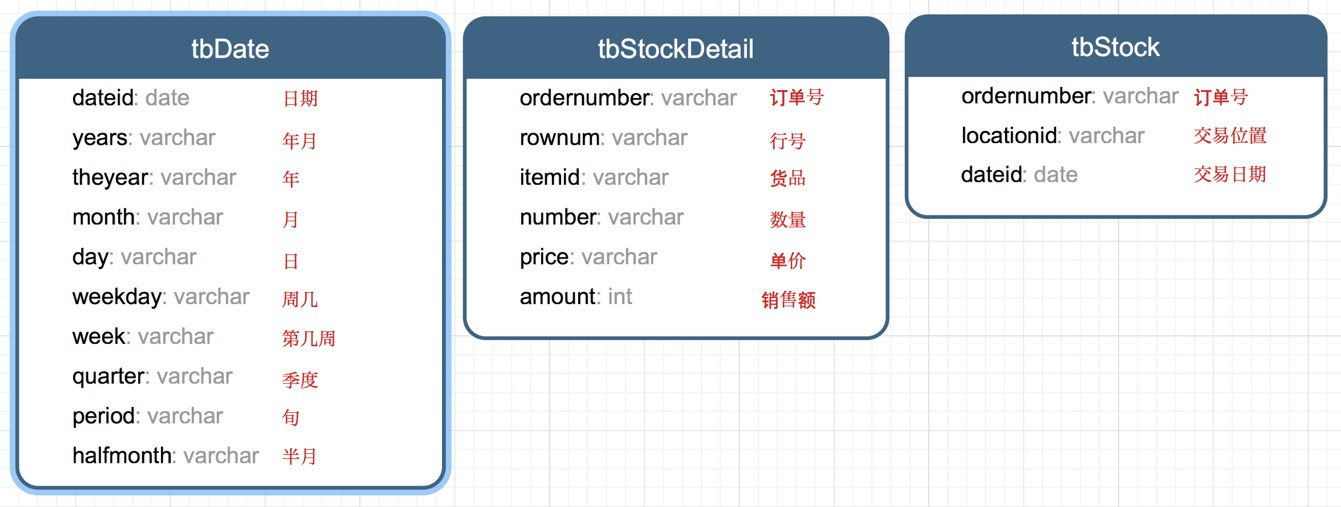 tbDate
dateid: date 日期
years: varchar 年月
theyear: varchar 年
month: varchar 月
day: varchar 日
weekday: varchar 周几
week: varchar 第几周
quarter: varchar 季度
period: varchar 旬
halfmonth: varchar 半月
tbStockDetail
ordernumber: varchar 订单号
rownum: varchar 行号
itemid: varchar 货品
number: varchar 数量
price: varchar 单价
amount: int 销售额
tbStock
ordernumber: varchar 订单号
locationid: varchar 交易位置
dateid: date 交易日期